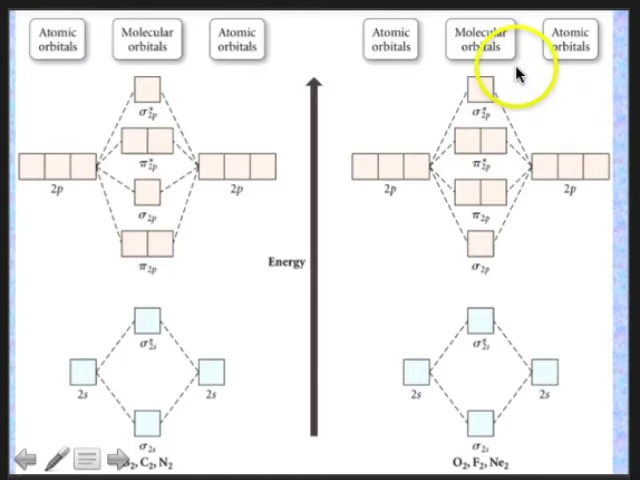 Atomic
orbitals
Molecular
orbitals
Atomic
orbitals
Atomic
orbitals
Molecular
orbitals
Atomic
orbitals
σ*2p
π*2p
2p
2p
σ2p
π2p
σ*2s
2s
2s
σ2s
C2, N2
Energy
σ*2p
π*2p
2p
2p
π2p
σ2p
σ*2s
2s
2s
σ2s
O2, F2, Ne2